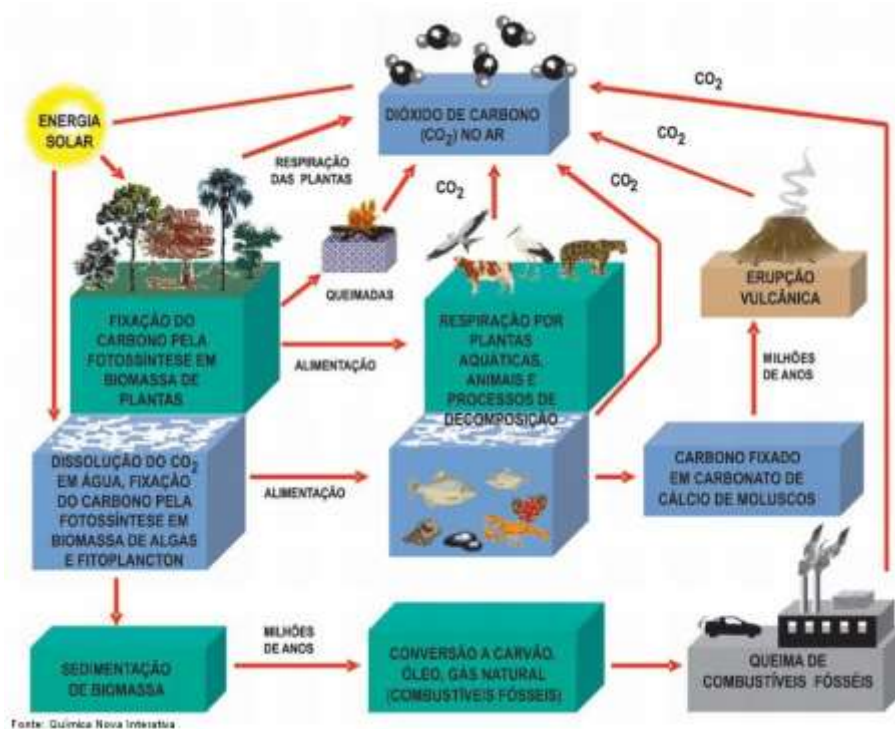 CO2
DIÓXIDO DE CARBONO
(CO2) NO AR
ENERGIA
SOLAR
RESPIRAÇÃO
DAS PLANTAS
CO2
CO2
CO2
QUEIMADAS
ERUPÇÃO
VULCÂNICA
FIXAÇÃO DO
CARBONO PELA
FOTOSSÍNTESE EM
BIOMASSA DE
PLANTAS
ALIMENTAÇÃO
RESPIRAÇÃO POR
PLANTAS
AQUÁTICAS,
ANIMAIS E
PROCESSOS DE
DECOMPOSIÇÃO
MILHÕES
DE ANOS
DISSOLUÇÃO DO CO2
EM ÁGUA, FIXAÇÃO
DO CARBONO PELA
FOTOSSÍNTESE EM
BIOMASSA DE ALGAS
E FITOPLANCTON
ALIMENTAÇÃO
CARBONO FIXADO
EM CARBONATO DE
CÁLCIO DE MOLUSCOS
SEDIMENTAÇÃO
DE BIOMASSA
MILHÕES
DE ANOS
CONVERSÃO A CARVÃO,
ÓLEO, GÁS NATURAL
(COMBUSTÍVEIS FÓSSEIS)
QUEIMA DE
COMBUSTÍVEIS FÓSSÉIS
Fonte: Química Nova Interativa